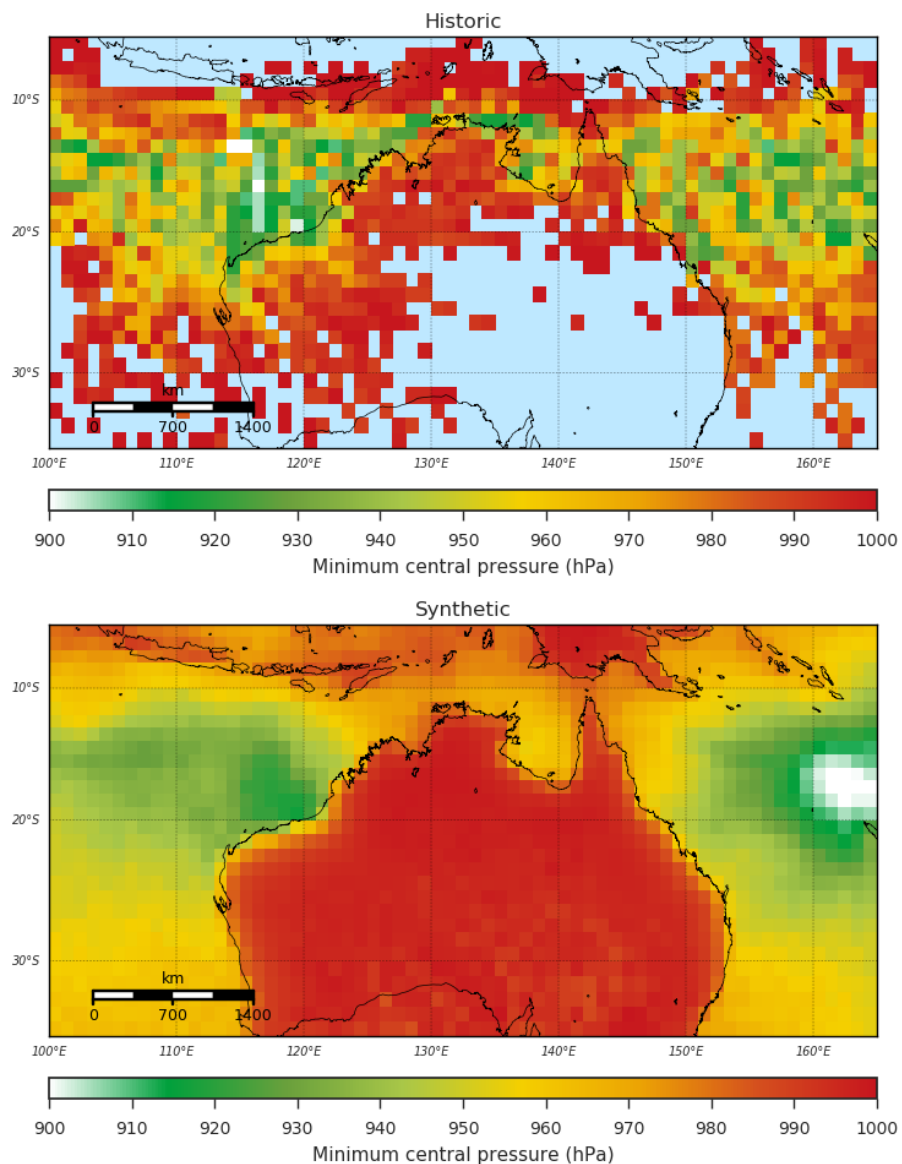 Historic
10°S
20°S
30°S
km
0 700 1400
100°E 110°E 120°E 130°E 140°E 150°E 160°E
900 910 920 930 940 950 960 970 980 990 1000
Minimum central pressure (hPa)
Synthetic
10°S
20°S
30°S
km
0 700 1400
100°E 110°E 120°E 130°E 140°E 150°E 160°E
900 910 920 930 940 950 960 970 980 990 1000
Minimum central pressure (hPa)